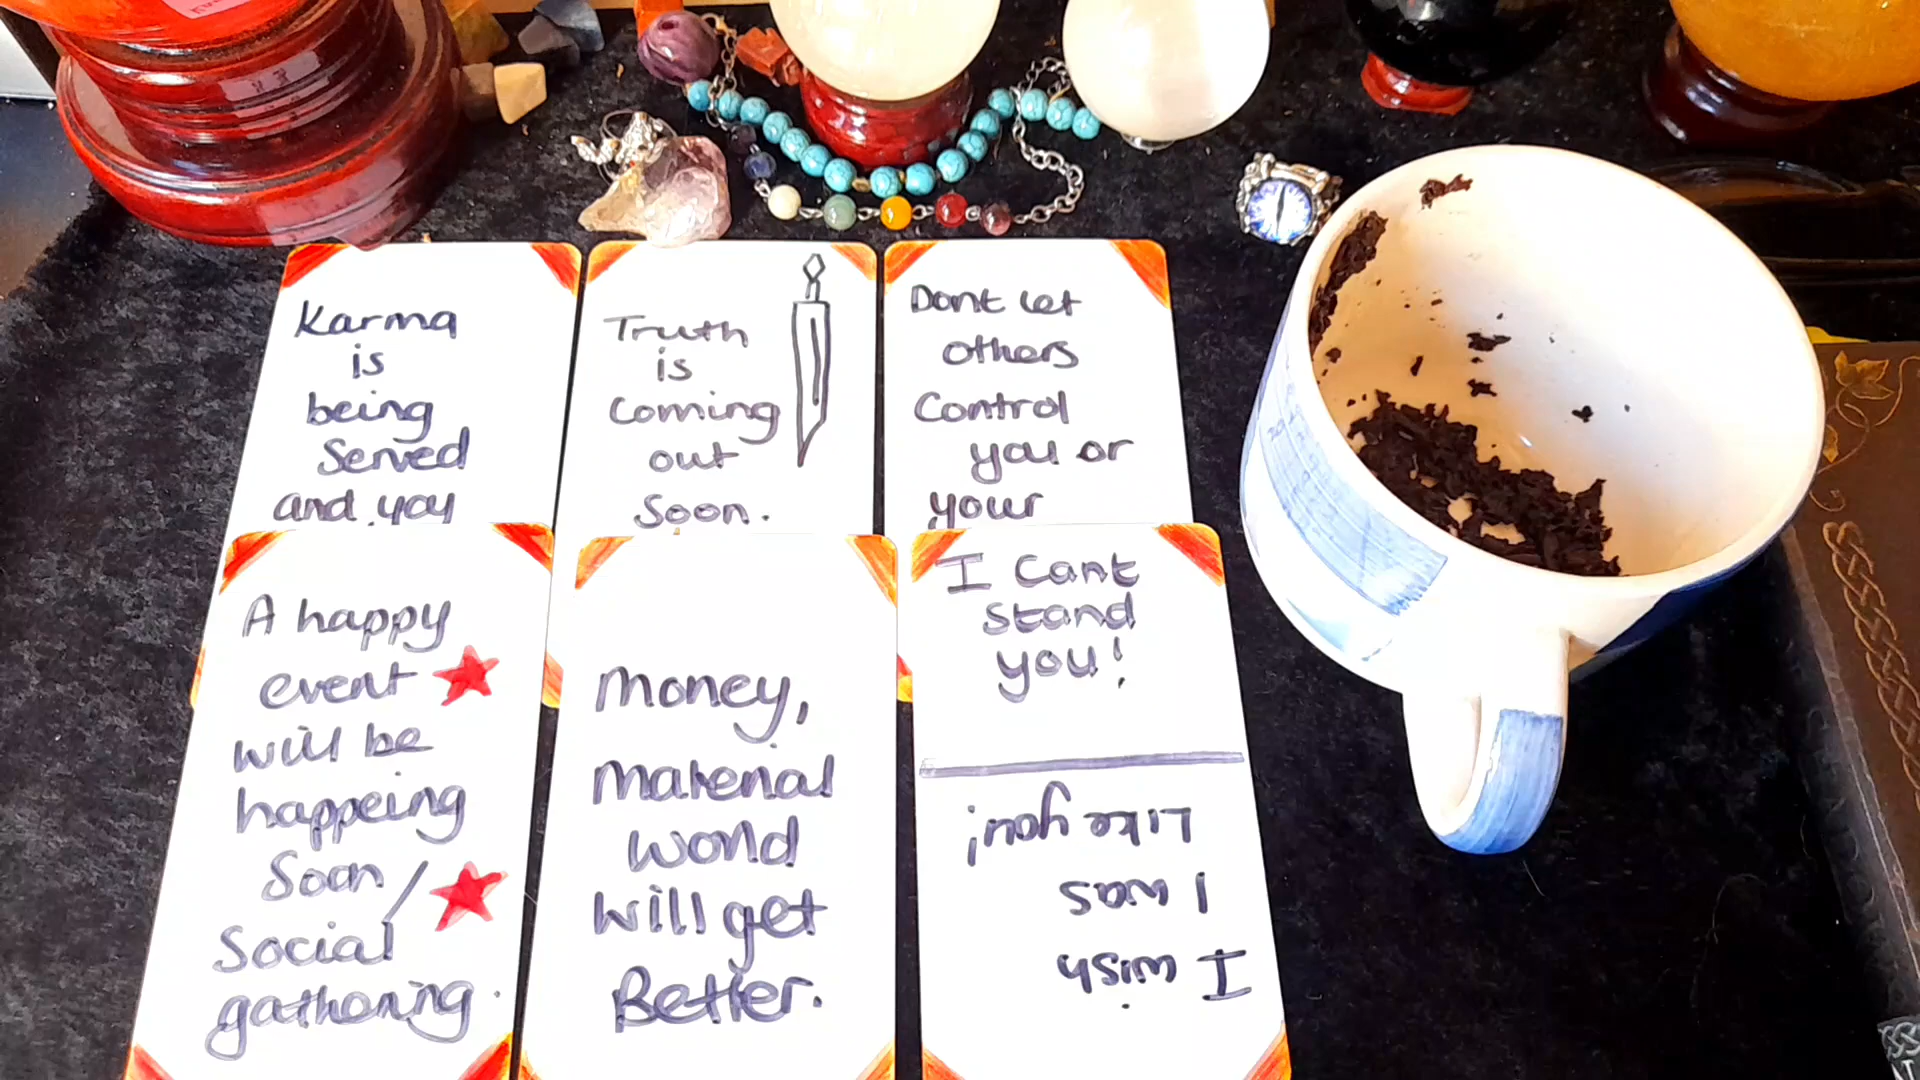 Karma
is
being
Served
and you
Truth
is
Coming
out
Soon.
Dont let
others
Control
you or
your
A happy
event
will be
happeing
Soon/
Social
gathering.
Money,
Material
World
Will get
Better.
I Cant
stand
you!
I wish
I was
Like you!